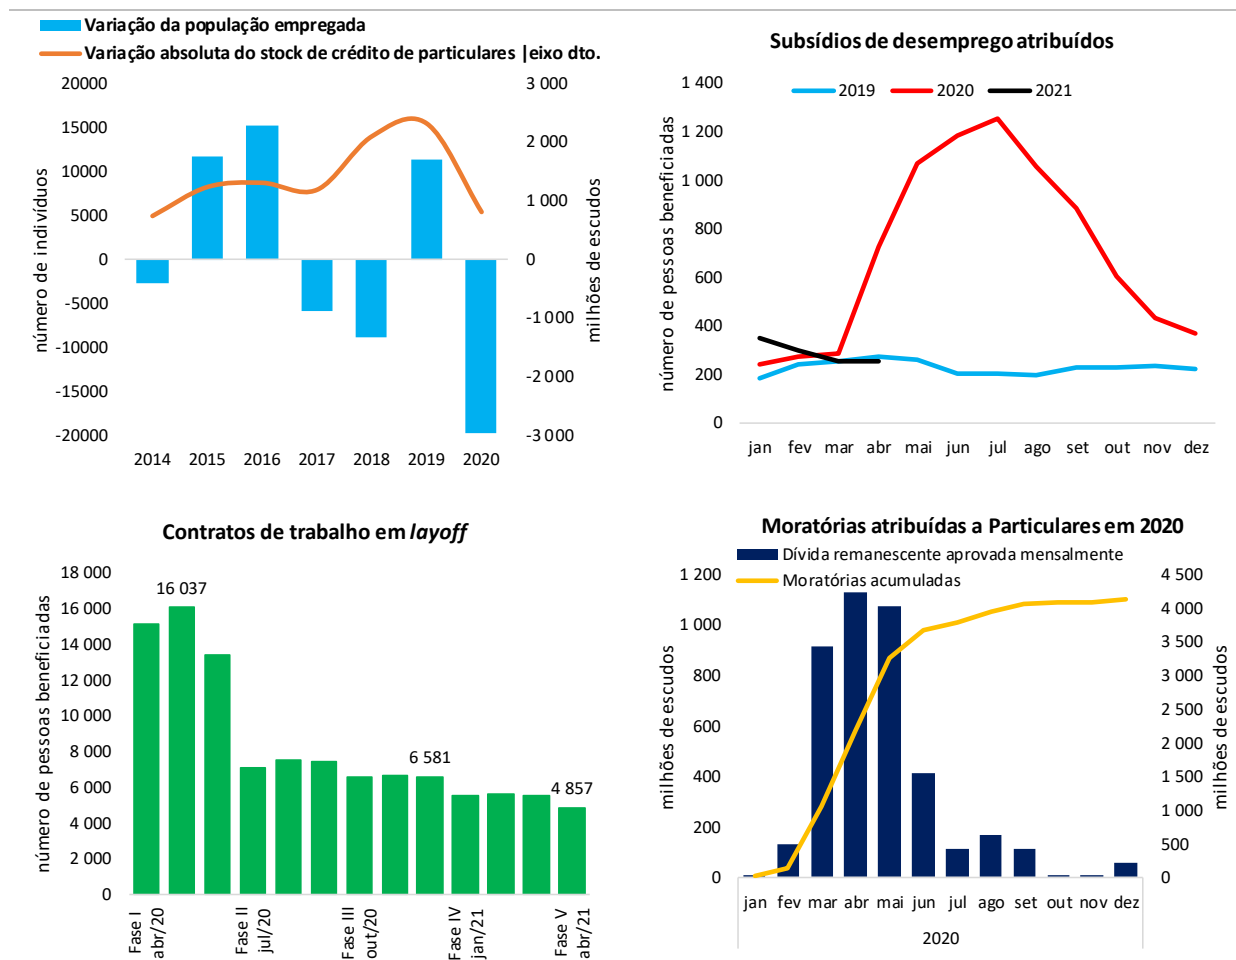 Variação da população empregada
Variação absoluta do stock de crédito de particulares |eixo dto.
20000
15000
10000
5000
0
-5000
-10000
-15000
-20000
número de indivíduos
3 000
2 000
1 000
0
-1 000
-2 000
-3 000
milhões de escudos
2014 2015 2016 2017 2018 2019 2020
Subsídios de desemprego atribuídos
2019 2020 2021
1 400
1 200
1 000
800
600
400
200
0
número de pessoas beneficiadas
jan fev mar abr mai jun jul ago set out nov dez
Contratos de trabalho em layoff
18 000
16 000
14 000
12 000
10 000
8 000
6 000
4 000
2 000
0
número de pessoas beneficiadas
16 037
6 581
4 857
Fase I
abr/20
Fase II
jul/20
Fase III
out/20
Fase IV
jan/21
Fase V
abr/21
Moratórias atribuídas a Particulares em 2020
Dívida remanescente aprovada mensalmente
Moratórias acumuladas
1 200
1 000
800
600
400
200
0
milhões de escudos
4 500
4 000
3 500
3 000
2 500
2 000
1 500
1 000
500
0
milhões de escudos
jan fev mar abr mai jun jul ago set out nov dez
2020